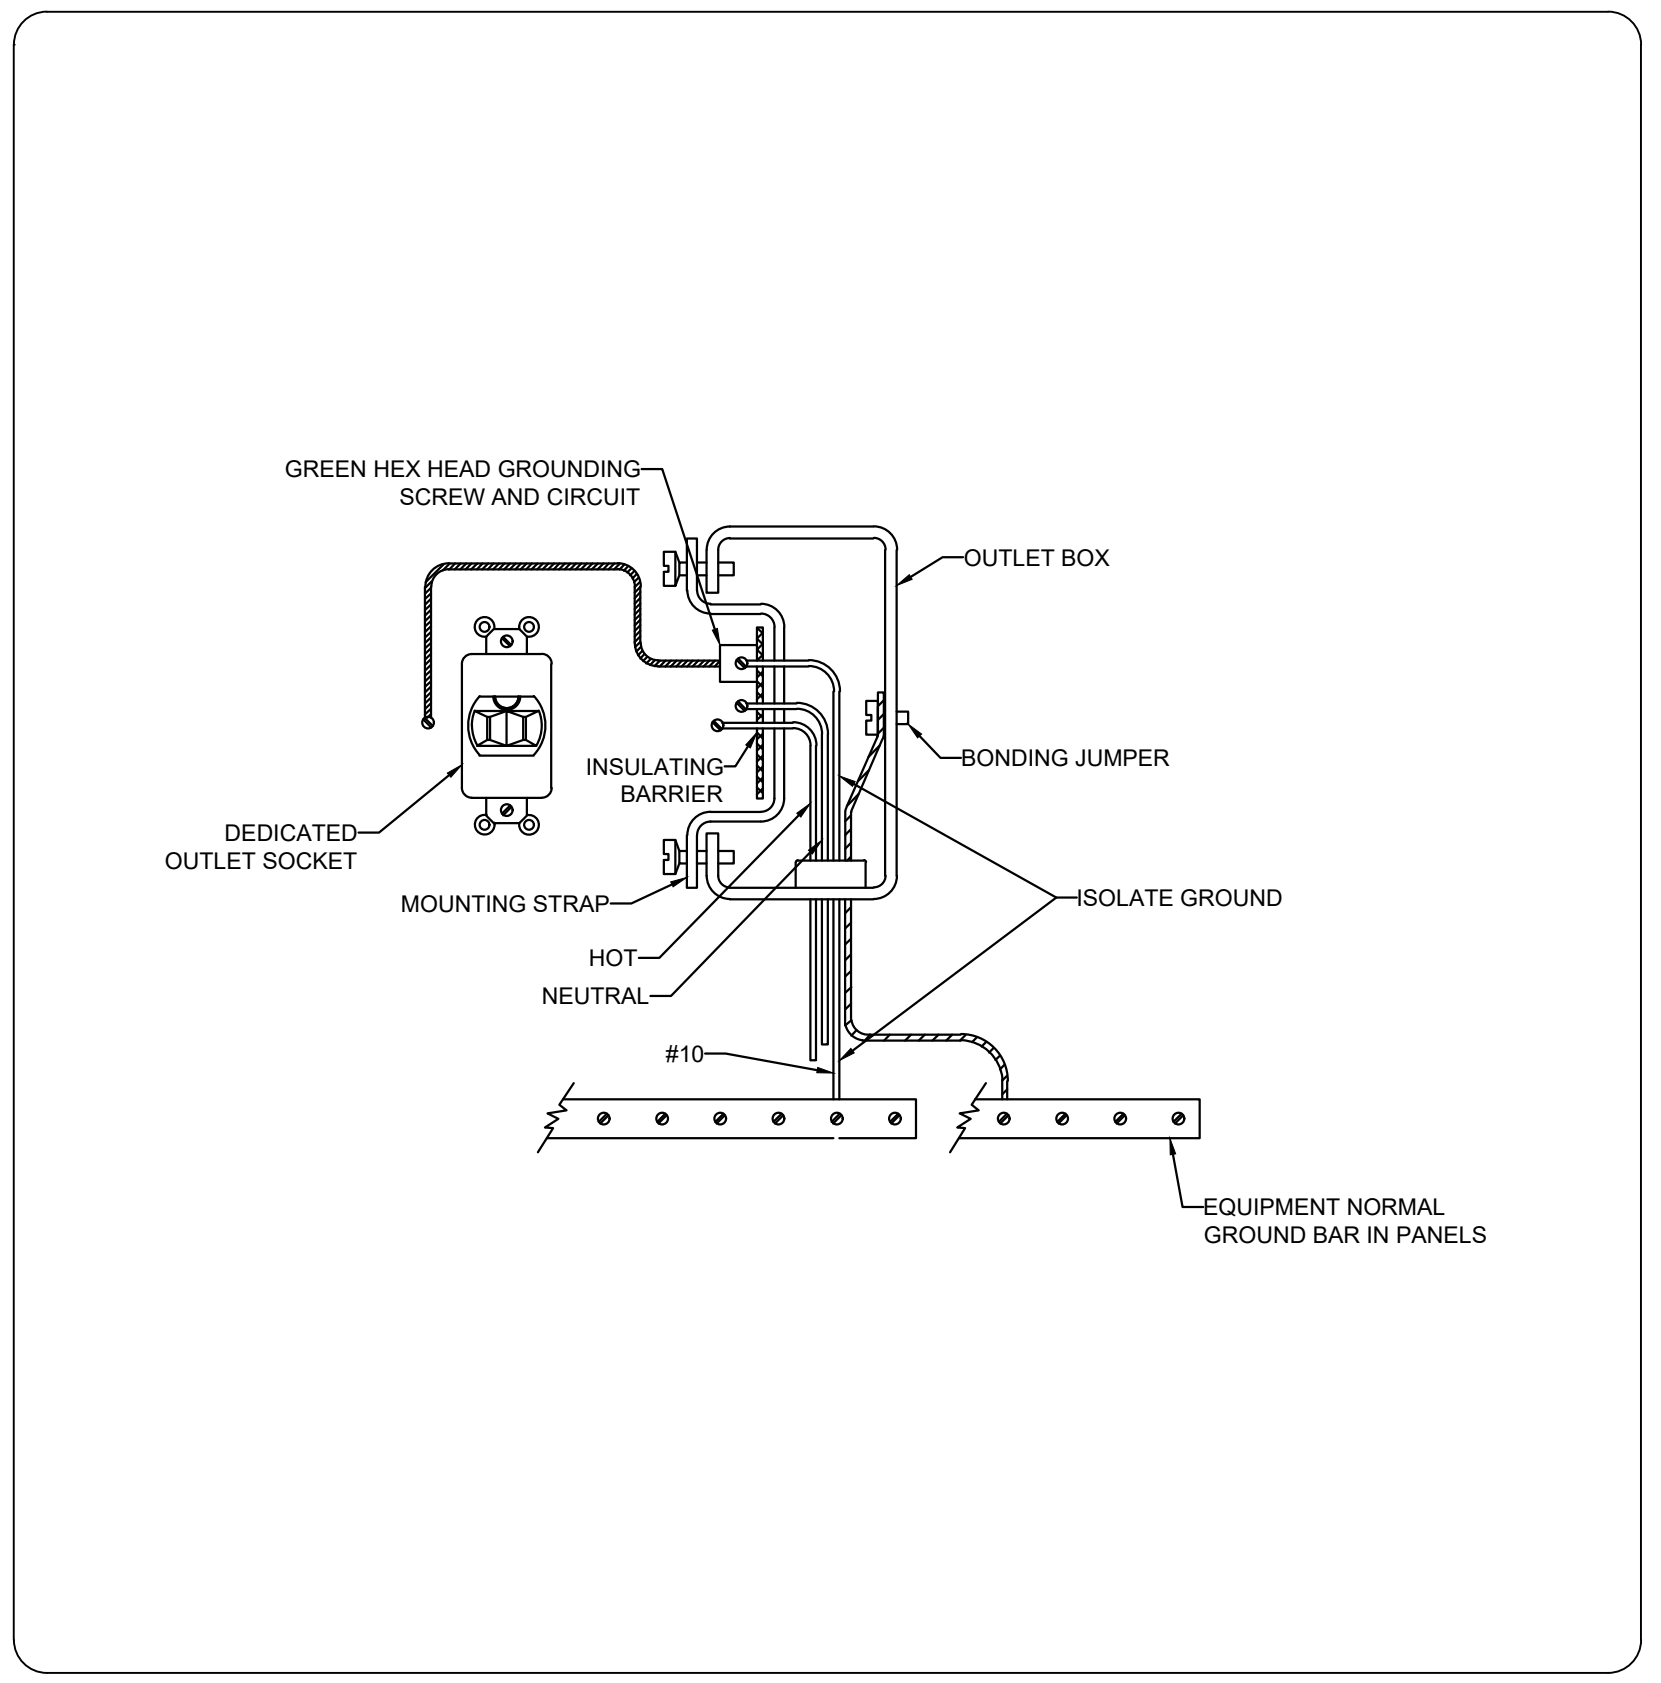 GREEN HEX HEAD GROUNDING
SCREW AND CIRCUIT
OUTLET BOX
INSULATING
BARRIER
BONDING JUMPER
DEDICATED
OUTLET SOCKET
MOUNTING STRAP
ISOLATE GROUND
HOT
NEUTRAL
#10
EQUIPMENT NORMAL
GROUND BAR IN PANELS